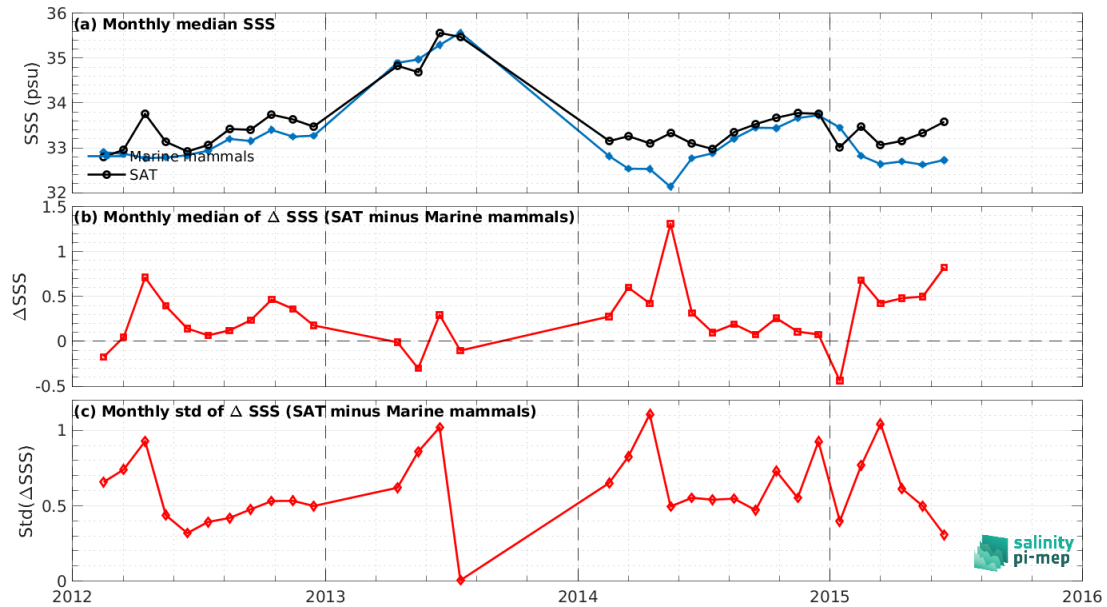 (a) Monthly median SSS
36
35
34
33
32
SSS (psu)
Marine mammals
SAT
(b) Monthly median of Δ SSS (SAT minus Marine mammals)
1.5
1
0.5
0
-0.5
ΔSSS
(c) Monthly std of Δ SSS (SAT minus Marine mammals)
1
0.5
0
Std(ΔSSS)
2012
2013
2014
2015
2016
salinity
pi-mep